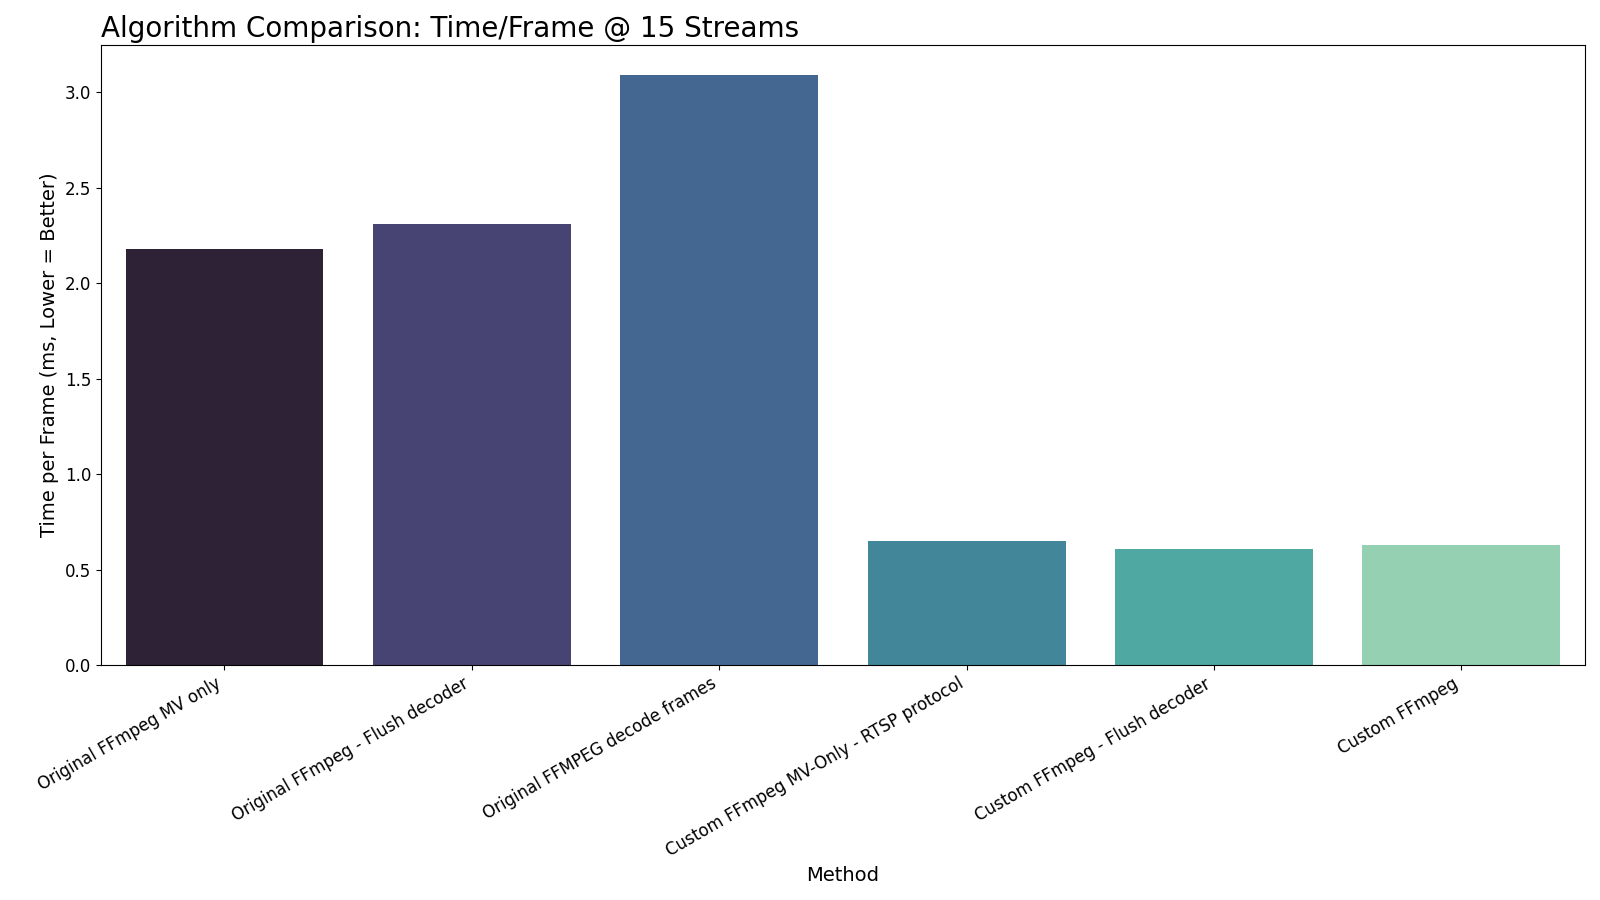 Algorithm Comparison: Time/Frame @ 15 Streams
Time per Frame (ms, Lower = Better)
3.0
2.5
2.0
1.5
1.0
0.5
0.0
Original FFmpeg MV only
Original FFmpeg - Flush decoder
Original FFMPEG decode frames
Custom FFmpeg MV-Only - RTSP protocol
Custom FFmpeg - Flush decoder
Custom FFmpeg
Method